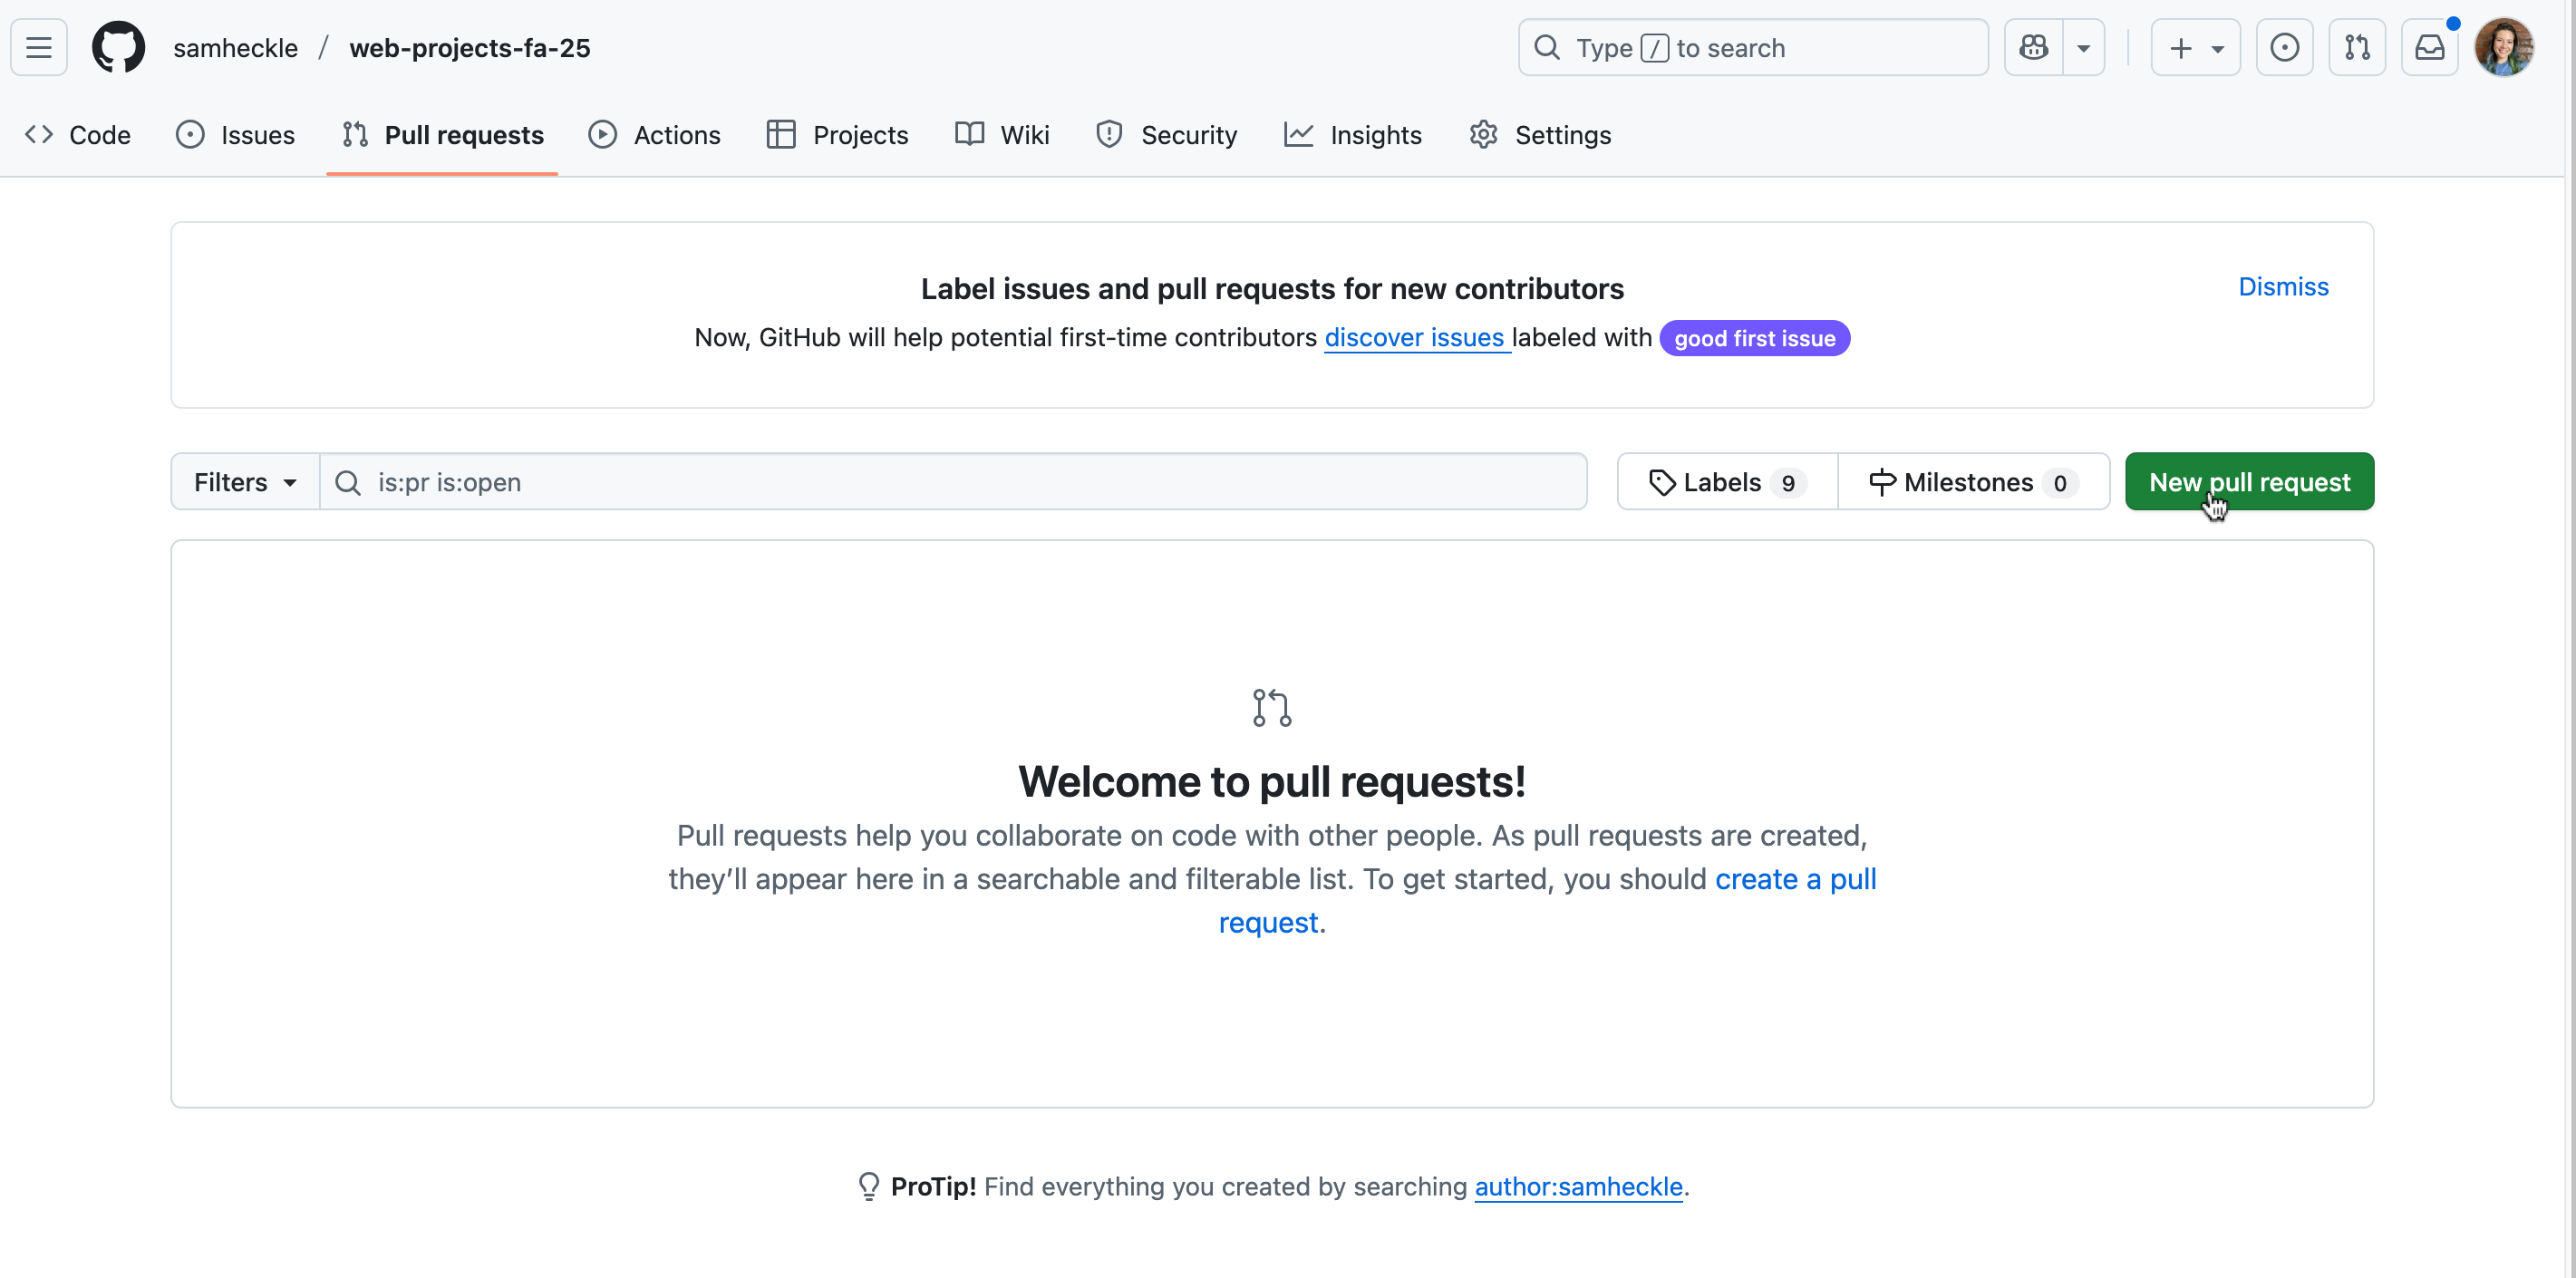 samheckle / web-projects-fa-25
Type / to search
Code Issues Pull requests Actions Projects Wiki Security Insights Settings
Label issues and pull requests for new contributors
Dismiss
Now, GitHub will help potential first-time contributors discover issues labeled with good first issue
Filters is:pr is:open Labels 9 Milestones 0 New pull request
Welcome to pull requests!
Pull requests help you collaborate on code with other people. As pull requests are created,
they’ll appear here in a searchable and filterable list. To get started, you should create a pull
request.
ProTip! Find everything you created by searching author:samheckle.